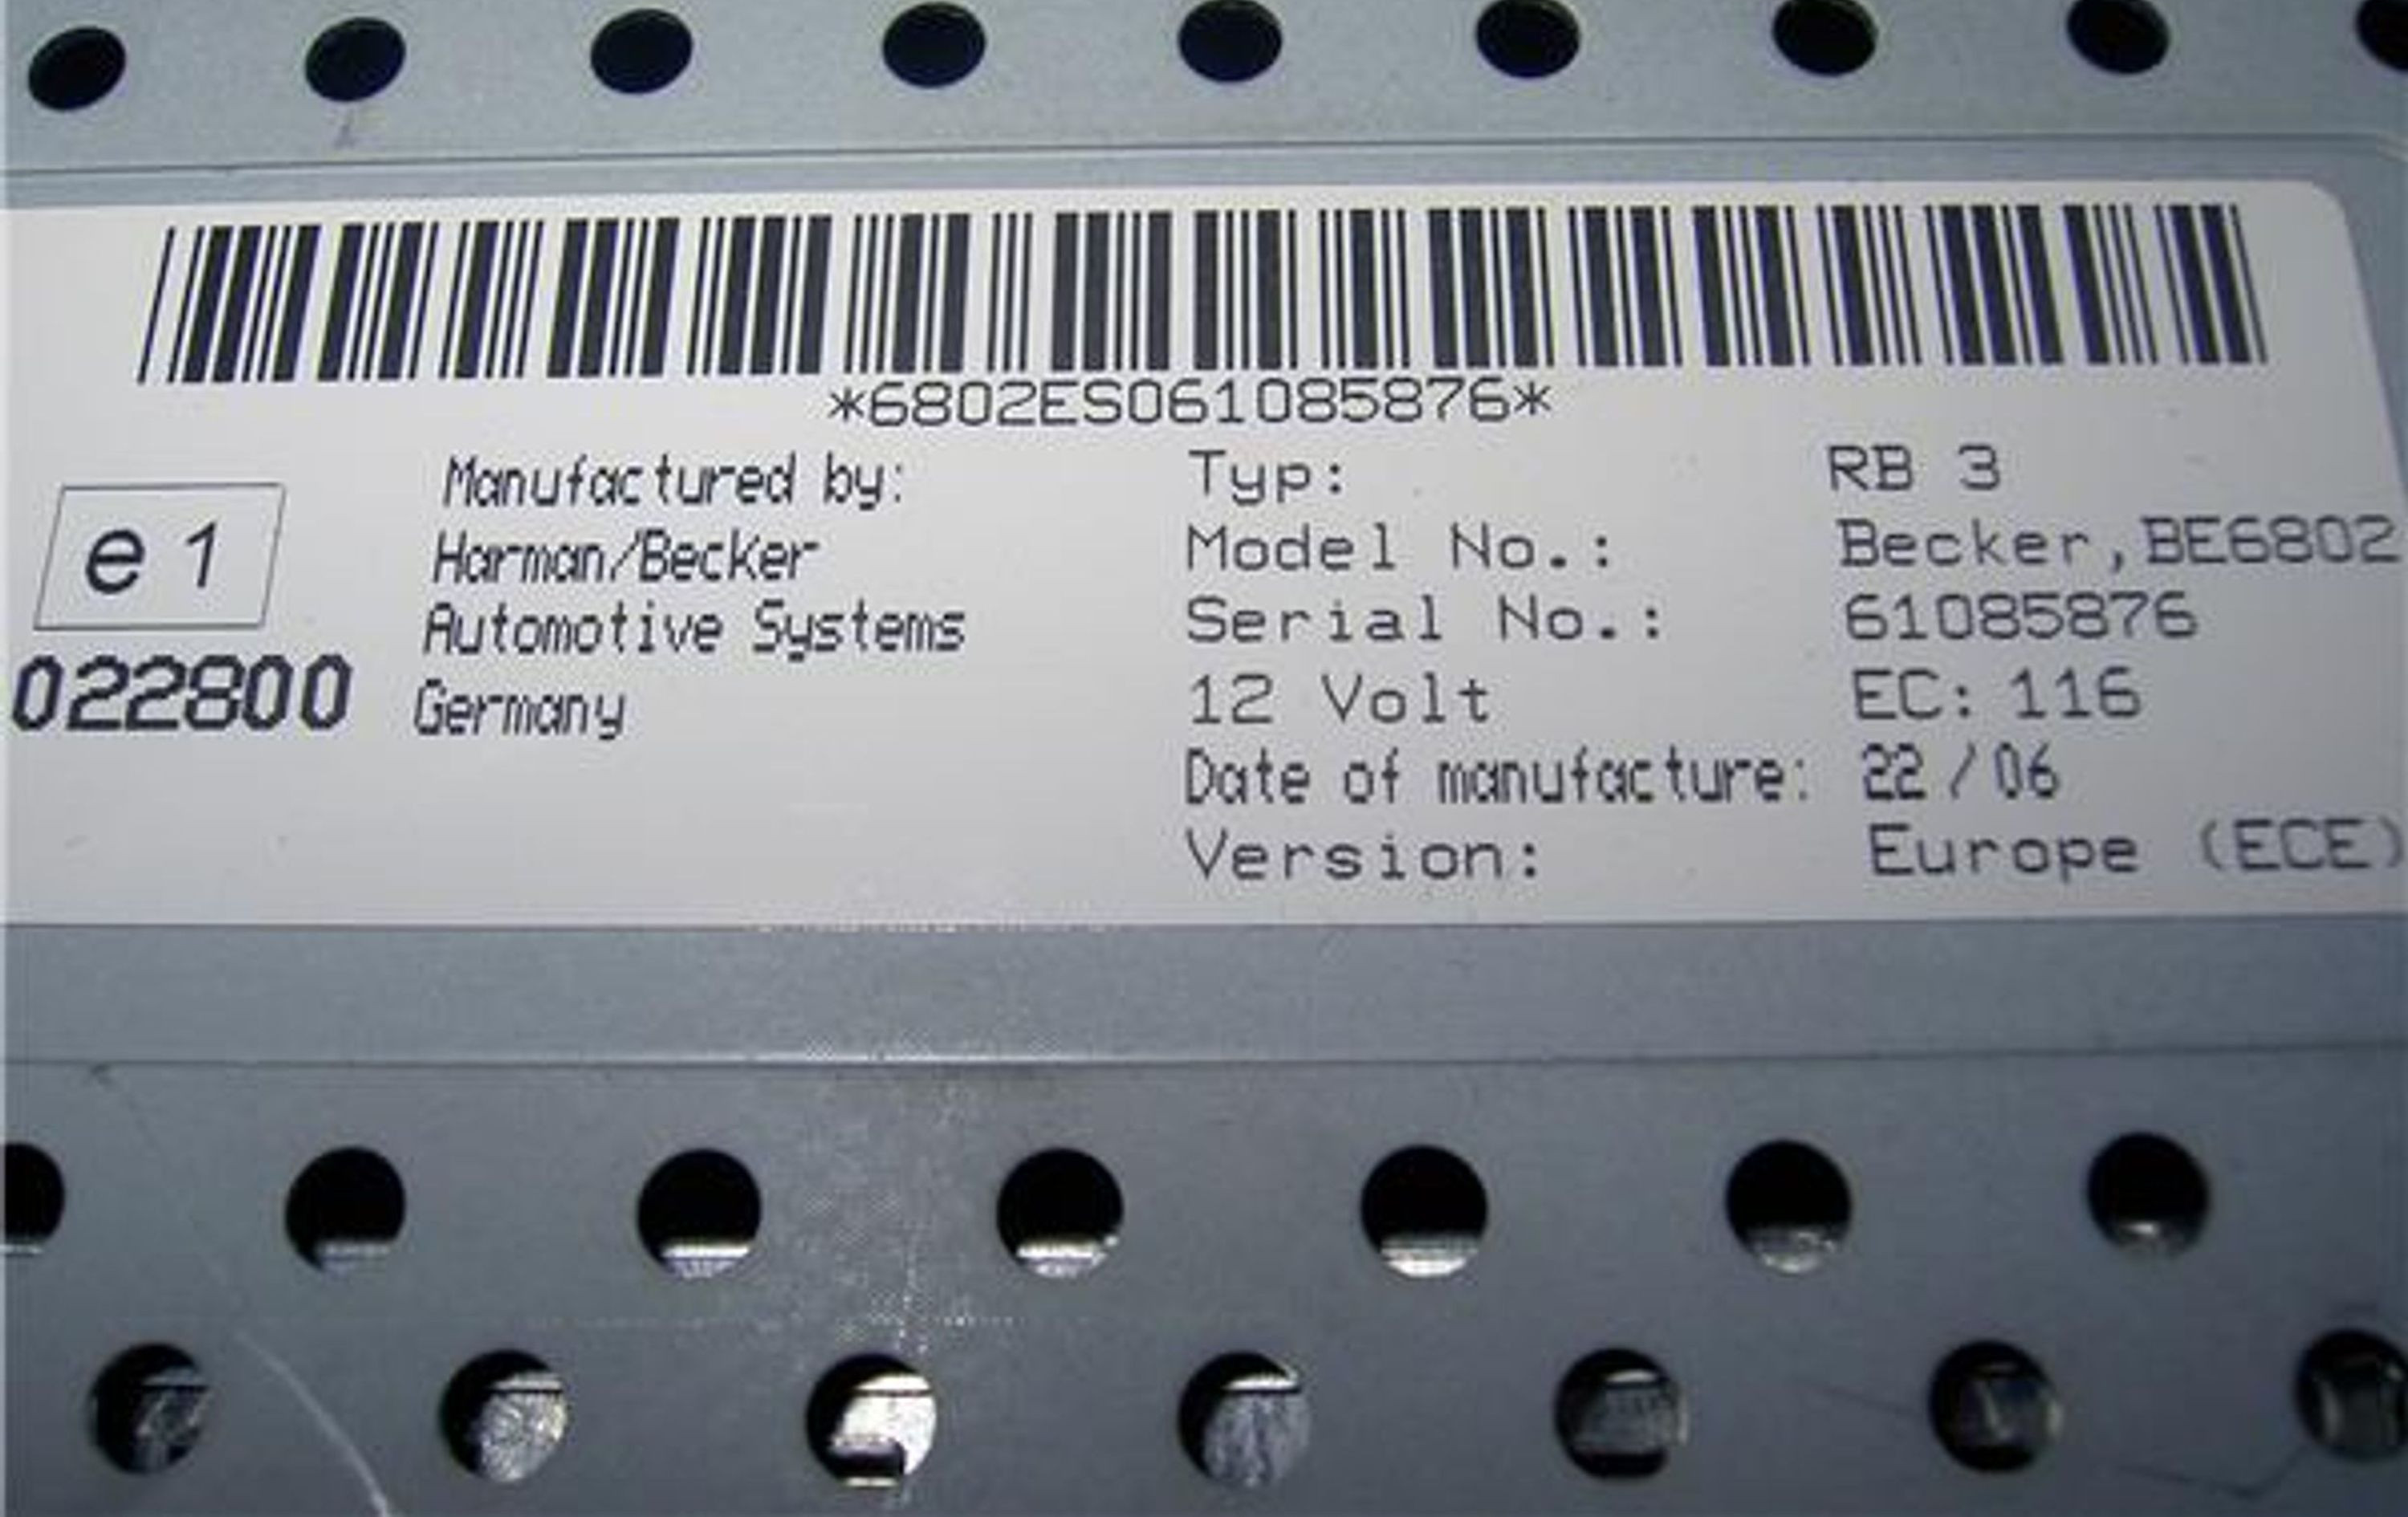 *6802ES061085876*
e1
022800
Manufactured by:
Harman/Becker
Automotive Systems
Germany
Typ: RB 3
Model No.: Becker,BE6802
Serial No.: 61085876
12 Volt EC: 116
Date of manufacture: 22/06
Version: Europe (ECE)